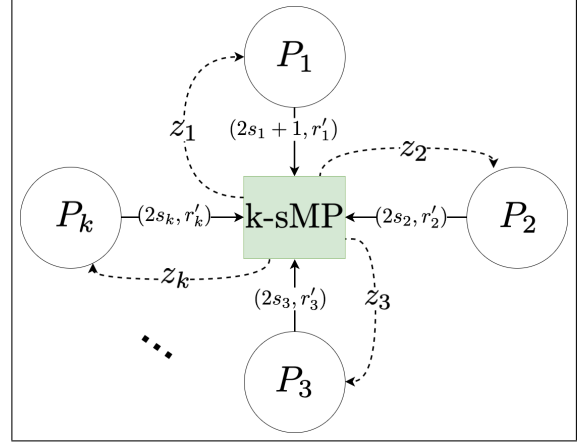 P₁
z₁
(2s₁ + 1, r′₁)
z₂
Pₖ
(2sₖ, r′ₖ)
k-sMP
(2s₂, r′₂)
P₂
zₖ
(2s₃, r′₃)
z₃
...
P₃